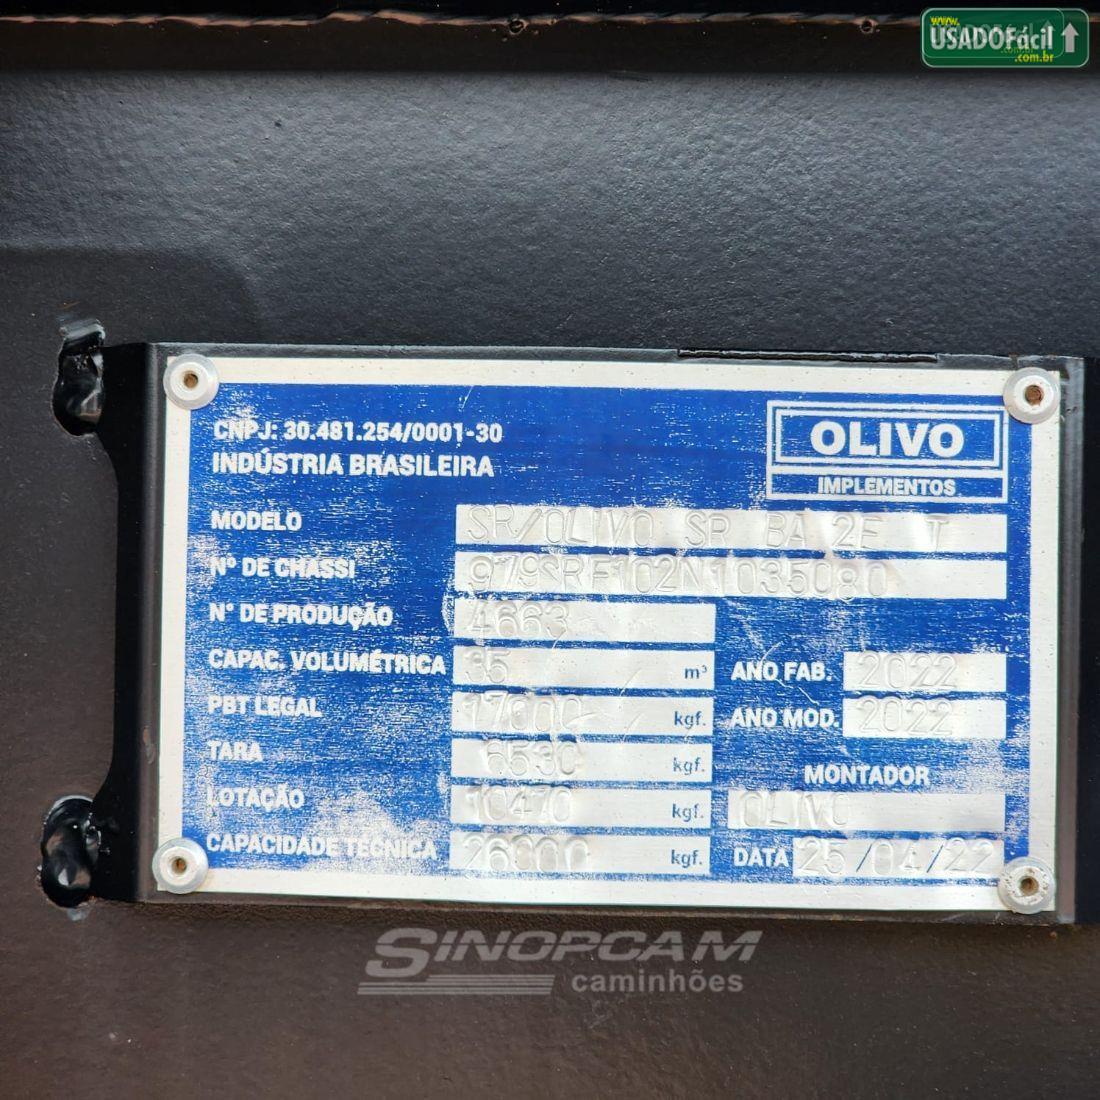 www.
USADOFácil
.com.br
CNPJ: 30.481.254/0001-30
INDÚSTRIA BRASILEIRA
OLIVO
IMPLEMENTOS
MODELO SR/OLIVO SR BA 2E T
Nº DE CHASSI
N° DE PRODUÇÃO 4663
CAPAC. VOLUMÉTRICA 35 m³ ANO FAB. 2022
PBT LEGAL 17000 kgf. ANO MOD. 2022
TARA 6530 kgf.
MONTADOR
LOTAÇÃO 10470 kgf. OLIVO
CAPACIDADE TÉCNICA 26000 kgf. DATA 25/04/22
SINOPCAM
caminhões